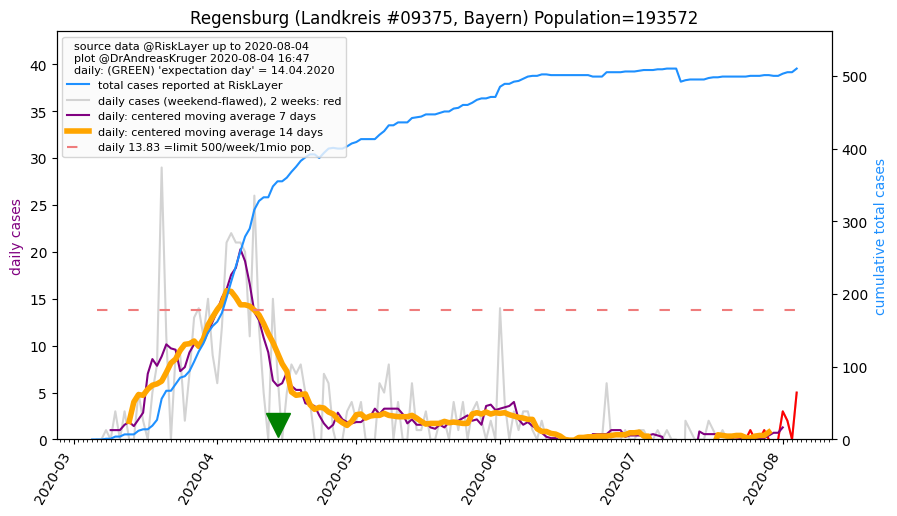 Regensburg (Landkreis #09375, Bayern) Population=193572
source data @RiskLayer up to 2020-08-04
plot @DrAndreasKruger 2020-08-04 16:47
daily: (GREEN) 'expectation day' = 14.04.2020
total cases reported at RiskLayer
daily cases (weekend-flawed), 2 weeks: red
daily: centered moving average 7 days
daily: centered moving average 14 days
daily 13.83 =limit 500/week/1mio pop.
daily cases
40
35
30
25
20
15
10
5
0
cumulative total cases
500
400
300
200
100
0
2020-03
2020-04
2020-05
2020-06
2020-07
2020-08